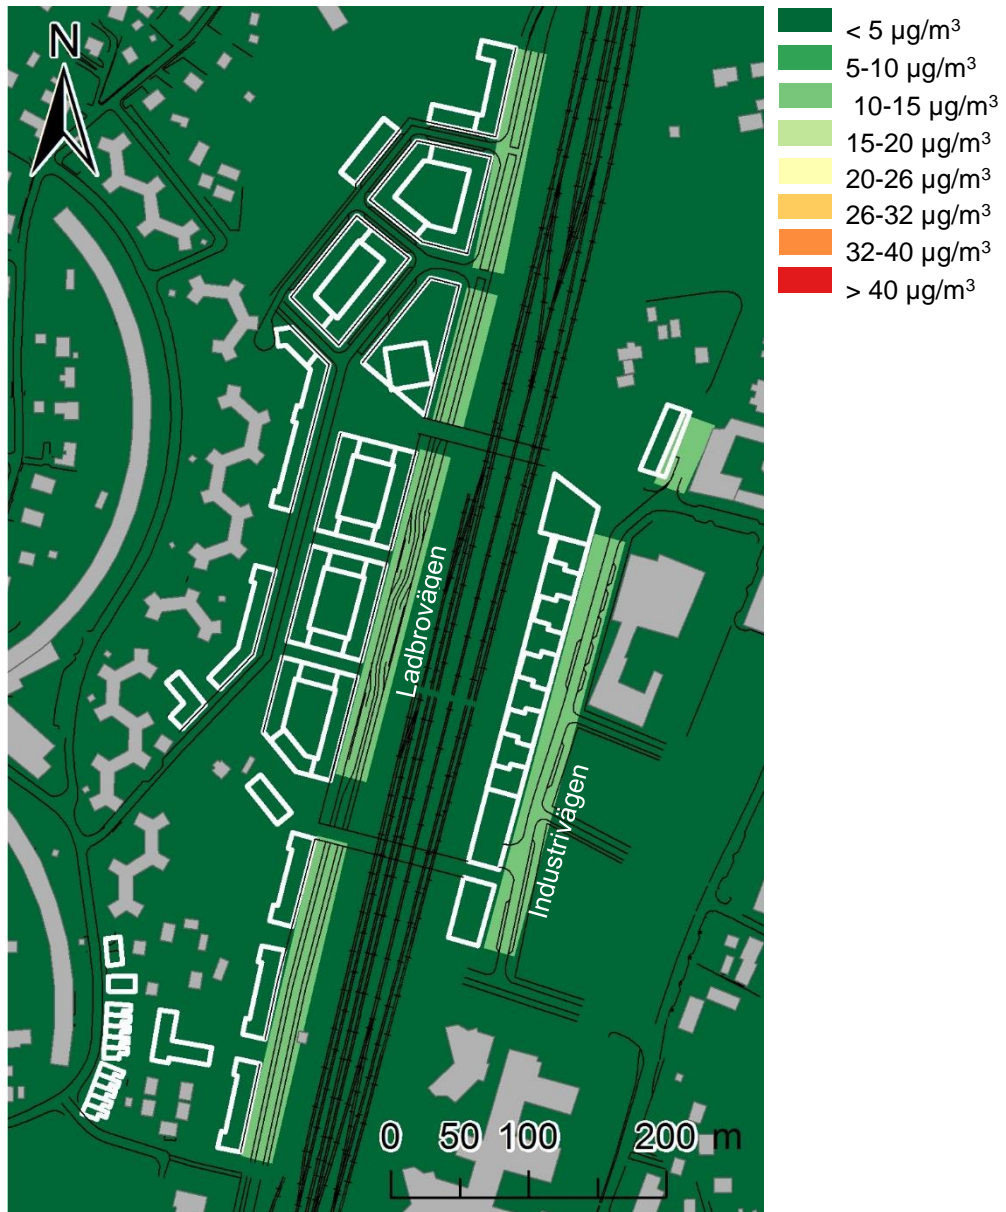 N
< 5 µg/m³
5-10 µg/m³
10-15 µg/m³
15-20 µg/m³
20-26 µg/m³
26-32 µg/m³
32-40 µg/m³
> 40 µg/m³
Ladbrovägen
Industrivägen
0 50 100 200 m